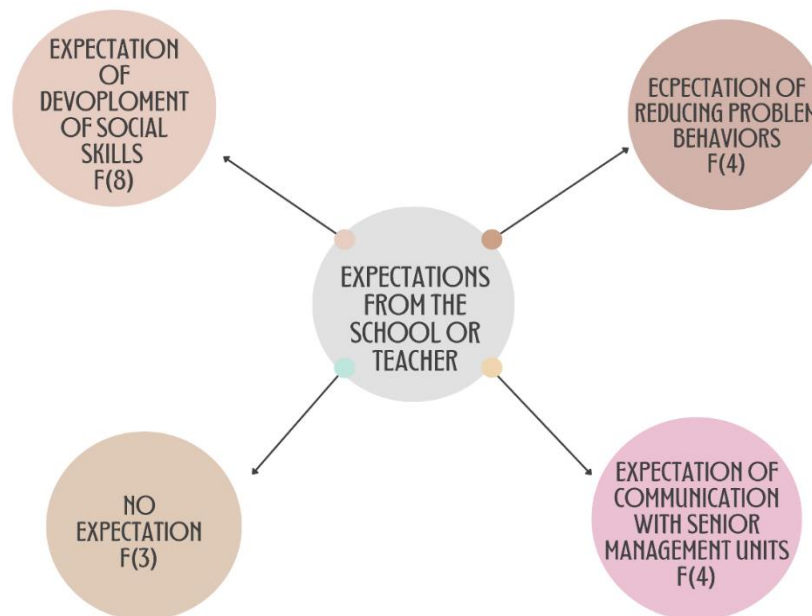 EXPECTATION
OF
DEVOPLOMENT
OF SOCIAL
SKILLS
F(8)
ECPECTATION OF
REDUCING PROBLEM
BEHAVIORS
F(4)
EXPECTATIONS
FROM THE
SCHOOL OR
TEACHER
NO
EXPECTATION
F(3)
EXPECTATION OF
COMMUNICATION
WITH SENIOR
MANAGEMENT UNITS
F(4)